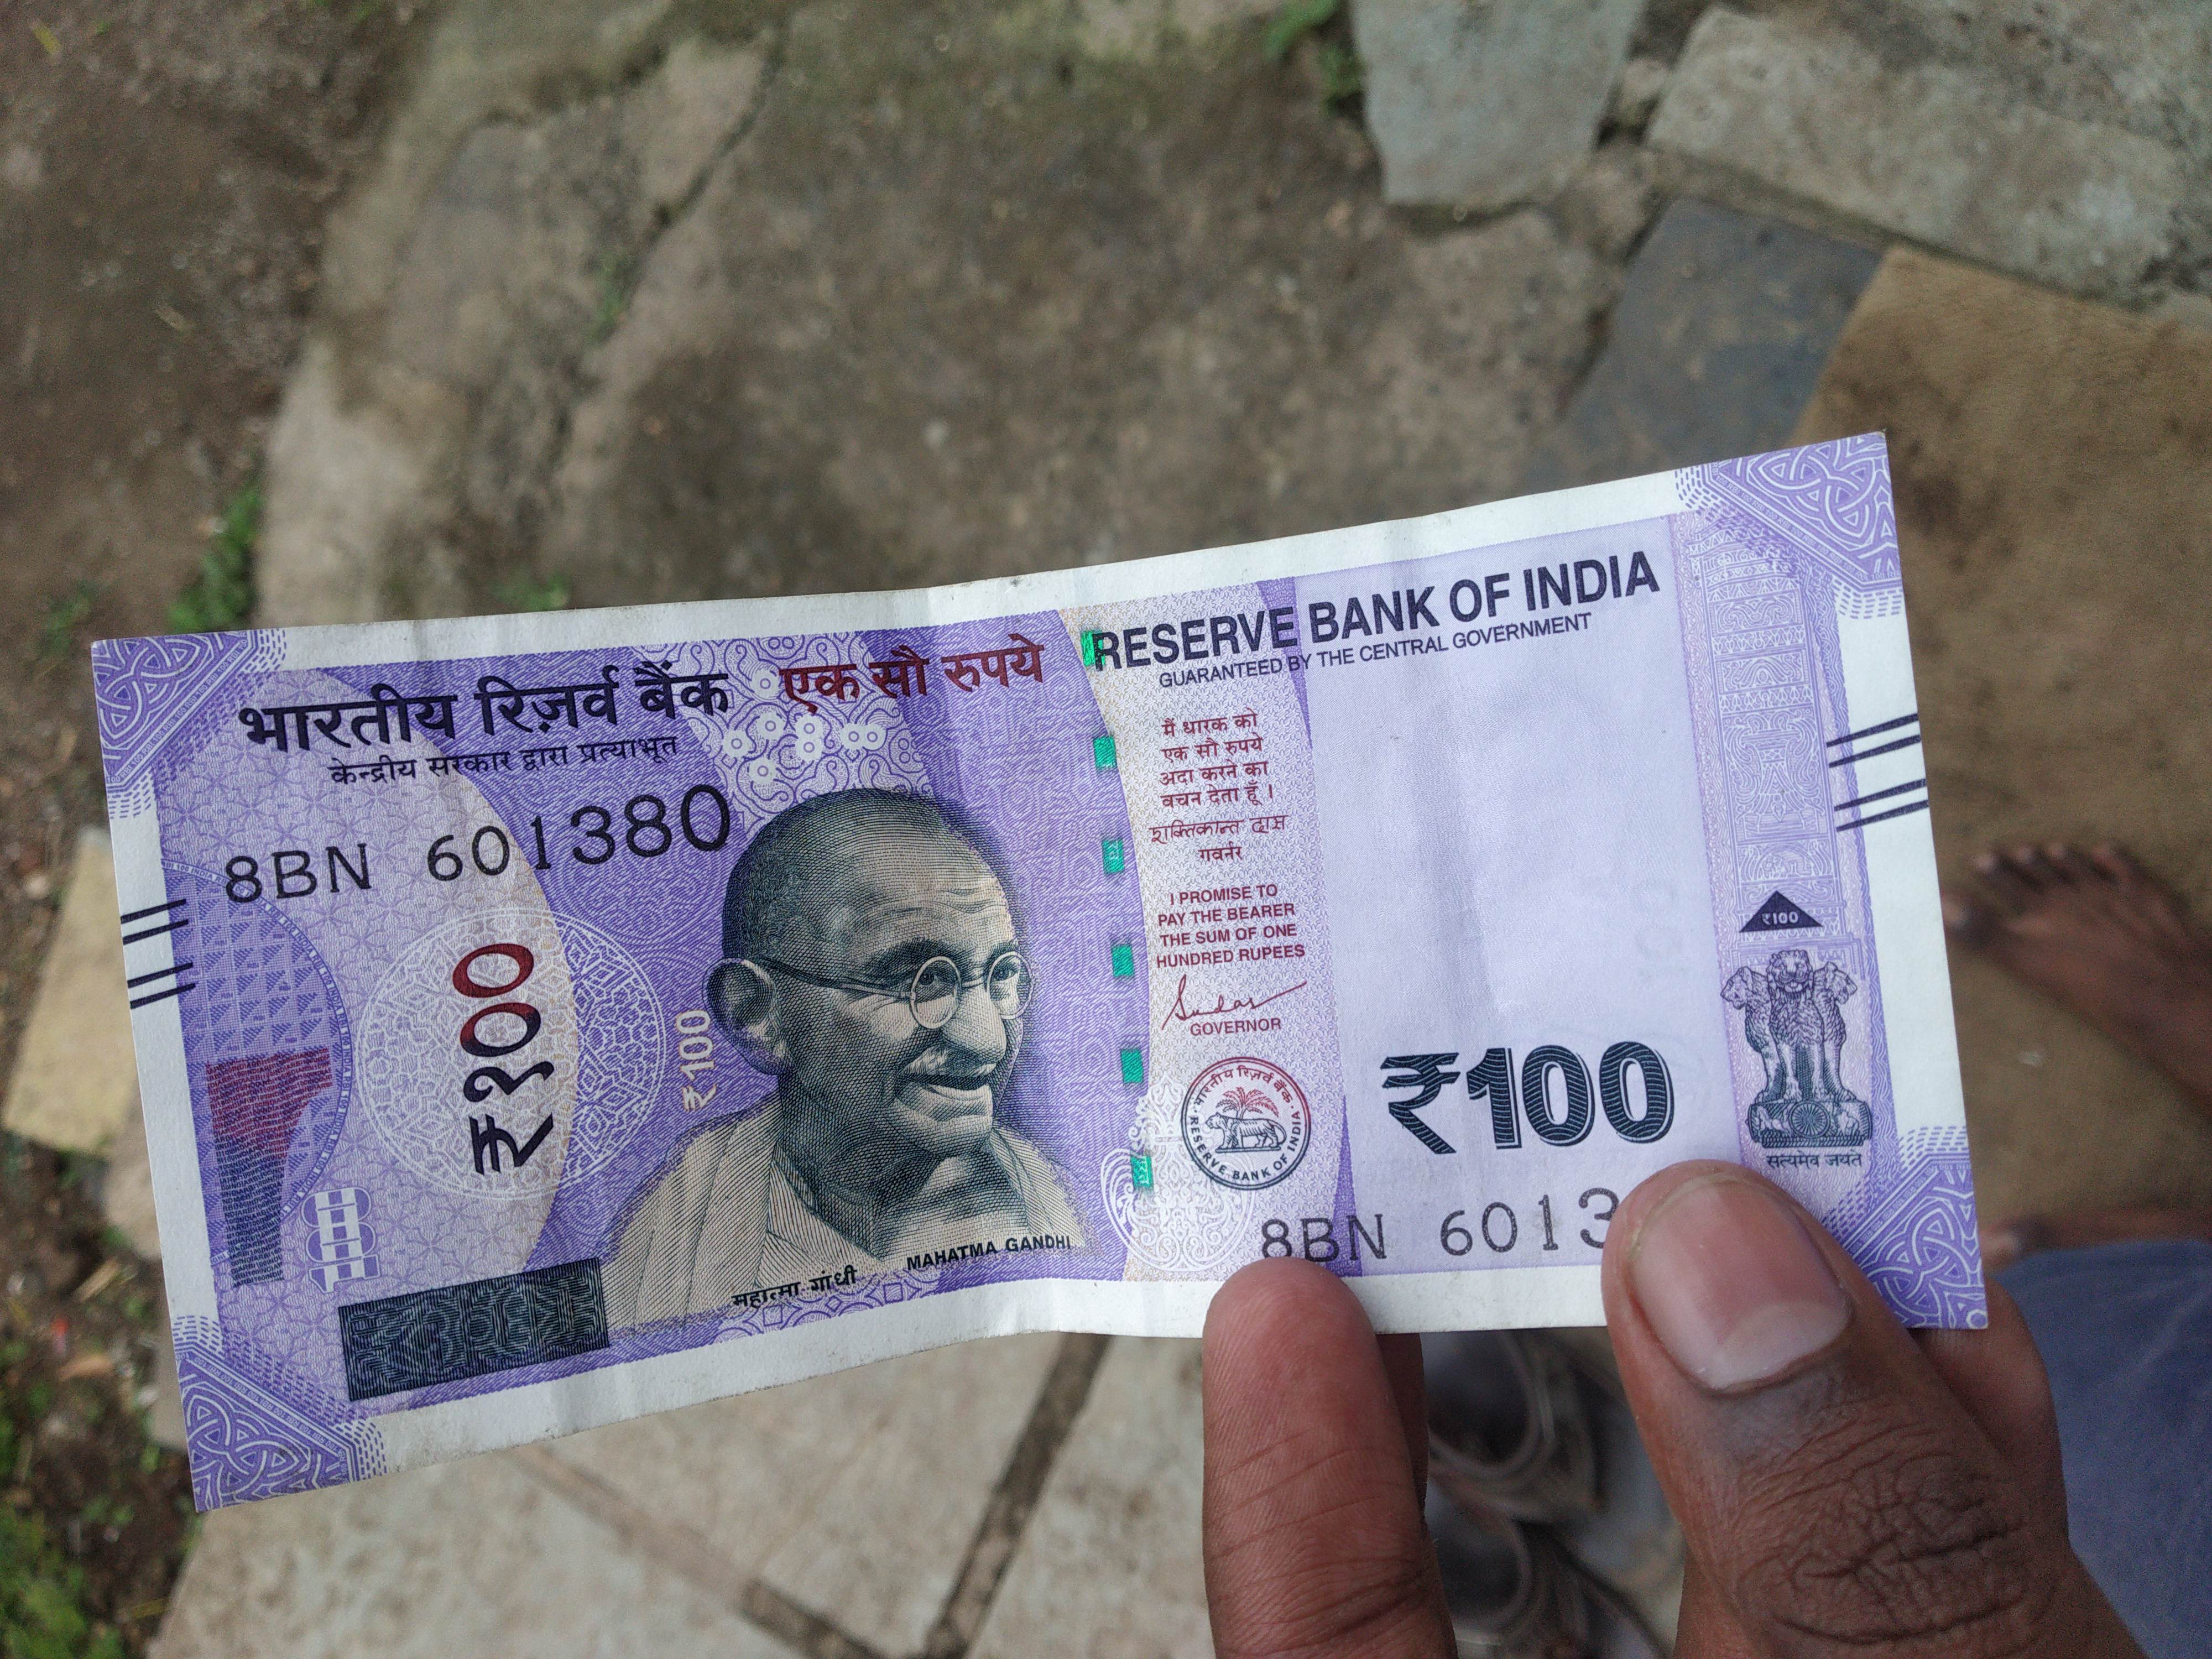 भारतीय रिज़र्व बैंक
केन्द्रीय सरकार द्वारा प्रत्याभूत
एक सौ रूपये
RESERVE BANK OF INDIA
GUARANTEED BY THE CENTRAL GOVERNMENT
8BN 601380
₹१००
100
₹100
महात्मा गांधी
MAHATMA GANDHI
मैं धारक को
एक सौ रुपये
अदा करने का
वचन देता हूँ।
शक्तिकान्त दास
गवर्नर
I PROMISE TO
PAY THE BEARER
THE SUM OF ONE
HUNDRED RUPEES
GOVERNOR
भारतीय रिज़र्व बैंक
RESERVE BANK OF INDIA
8BN 6013
₹100
₹100
सत्यमेव जयते